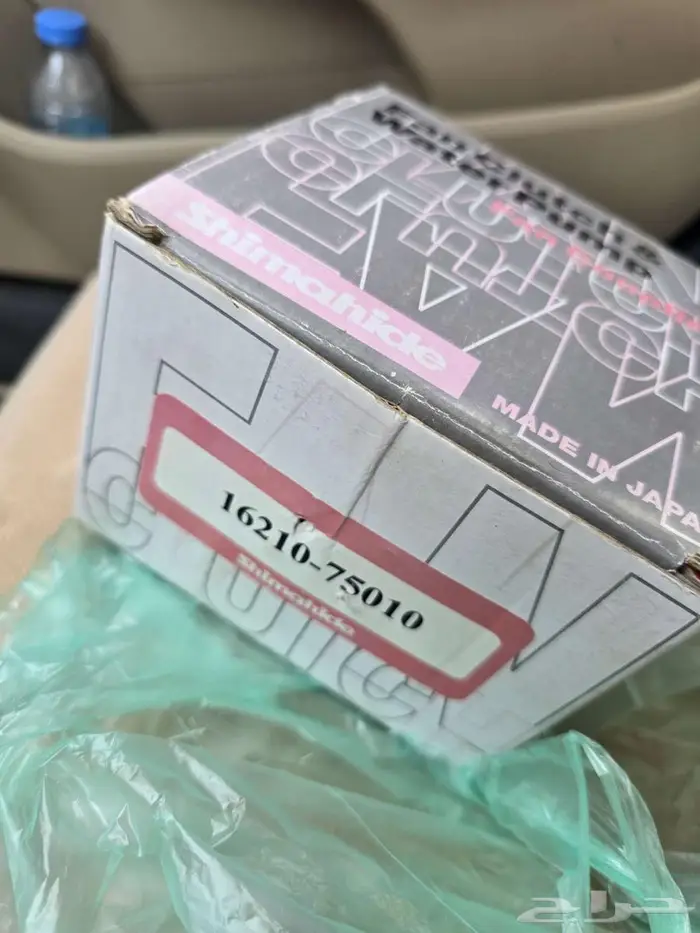 Fan Clutch &
Water Pump
Shimahide
MADE IN JAPA
16210-75010
Shimahide
حراج